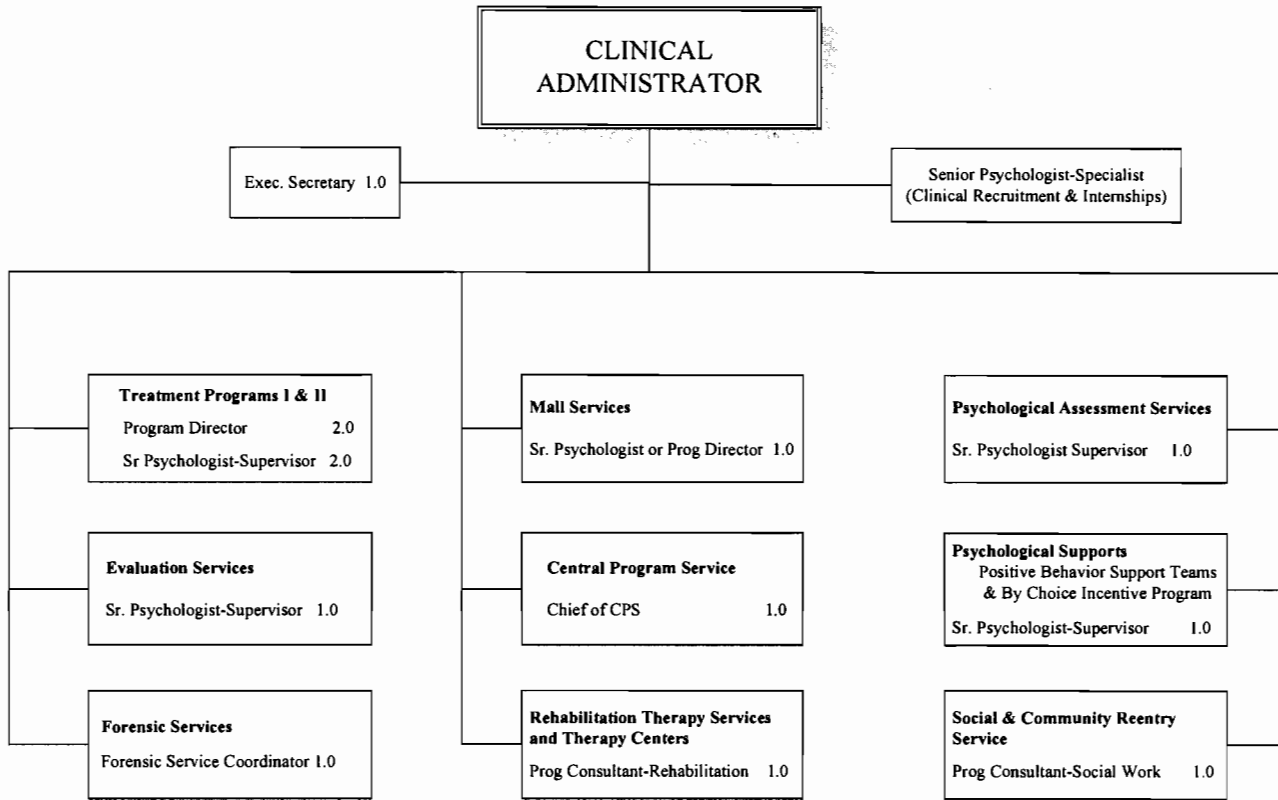 CLINICAL
ADMINISTRATOR
Exec. Secretary 1.0
Senior Psychologist-Specialist
(Clinical Recruitment & Internships)
Treatment Programs I & II
Program Director 2.0
Sr Psychologist-Supervisor 2.0
Evaluation Services
Sr. Psychologist-Supervisor 1.0
Forensic Services
Forensic Service Coordinator 1.0
Mall Services
Sr. Psychologist or Prog Director 1.0
Central Program Service
Chief of CPS 1.0
Rehabilitation Therapy Services
and Therapy Centers
Prog Consultant-Rehabilitation 1.0
Psychological Assessment Services
Sr. Psychologist Supervisor 1.0
Psychological Supports
Positive Behavior Support Teams
& By Choice Incentive Program
Sr. Psychologist-Supervisor 1.0
Social & Community Reentry
Service
Prog Consultant-Social Work 1.0